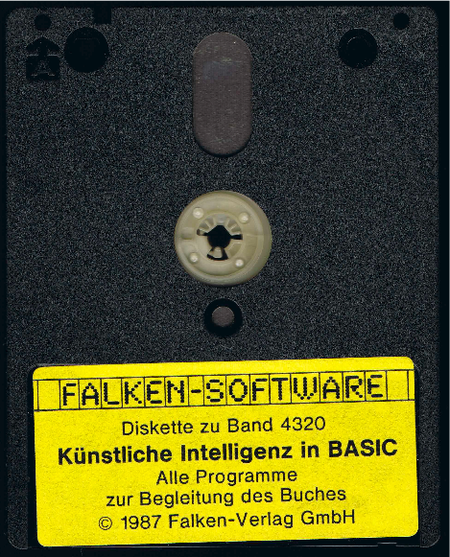 A
FALKEN-SOFTWARE
Diskette zu Band 4320
Künstliche Intelligenz in BASIC
Alle Programme
zur Begleitung des Buches
© 1987 Falken-Verlag GmbH